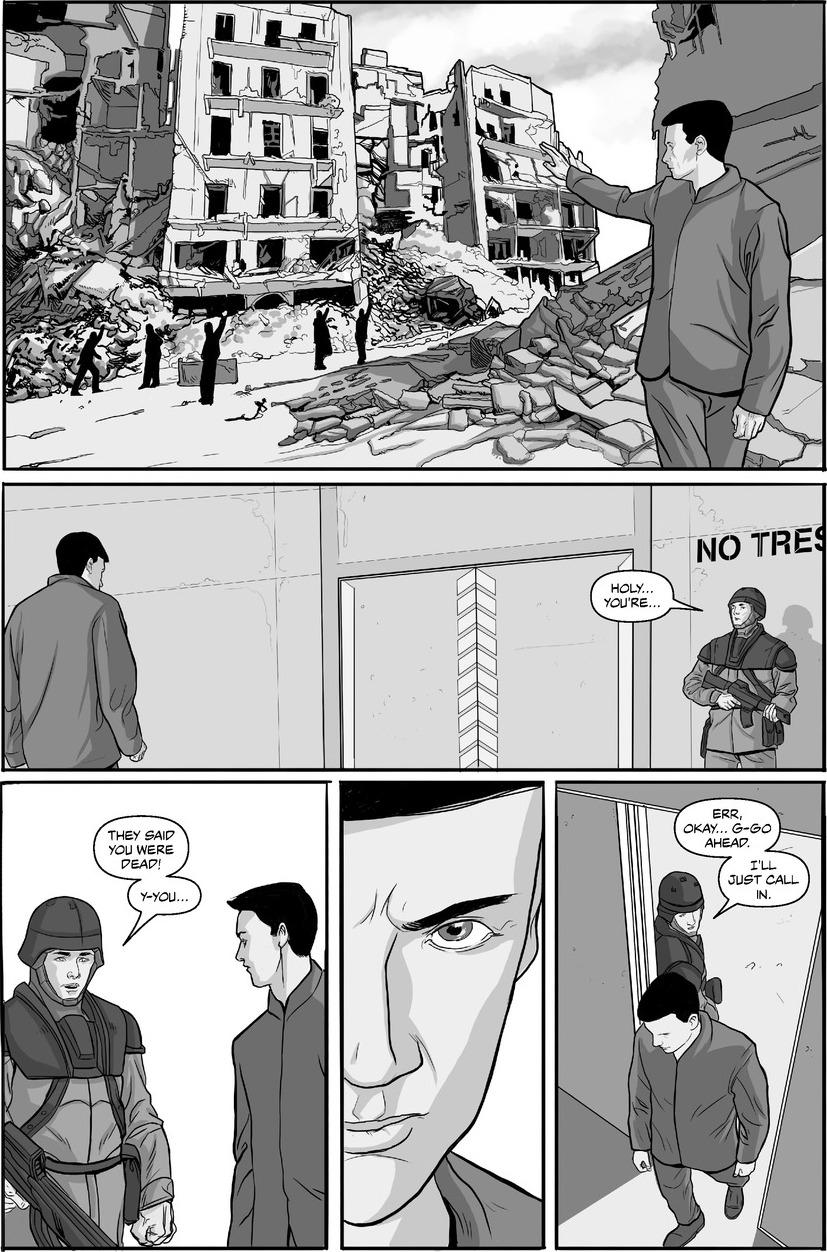 NO TRES
HOLY...
YOU'RE...
THEY SAID
YOU WERE
DEAD!
Y-YOU...
ERR,
OKAY... G-GO
AHEAD.
I'LL
JUST CALL
IN.